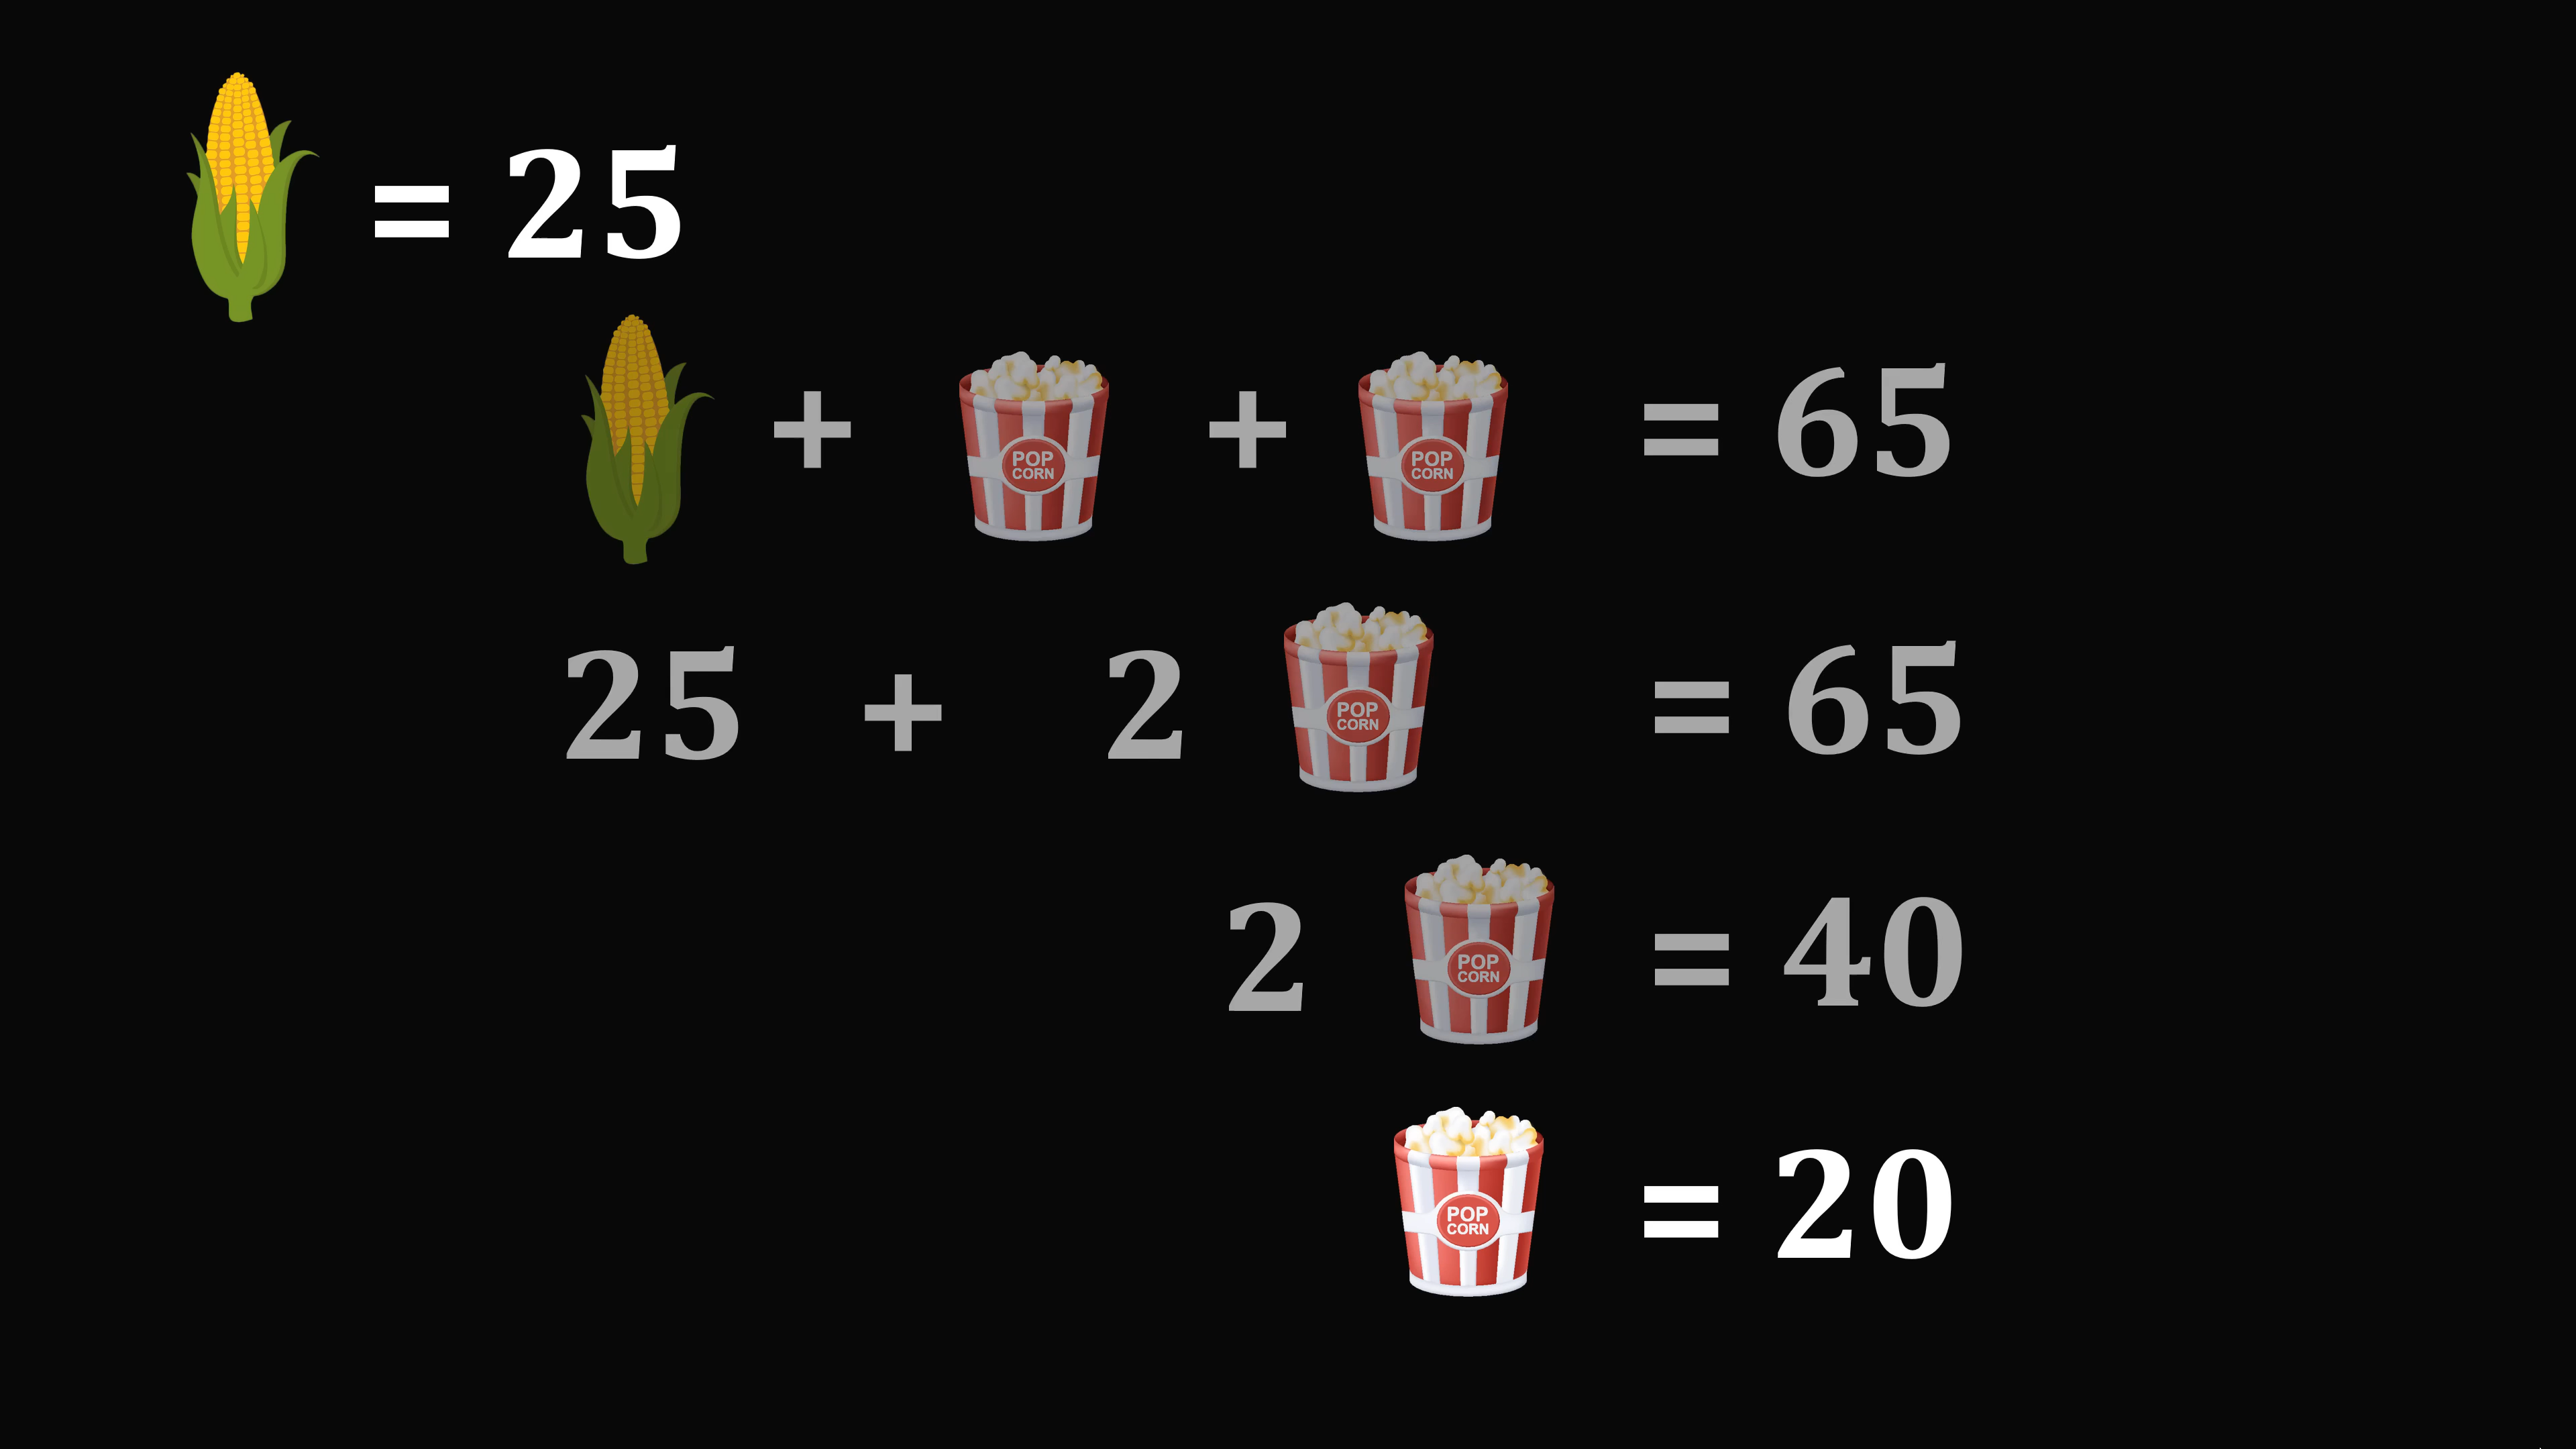 = 25
+ POP CORN + POP CORN = 65
25 + 2 POP CORN = 65
2 POP CORN = 40
POP CORN = 20